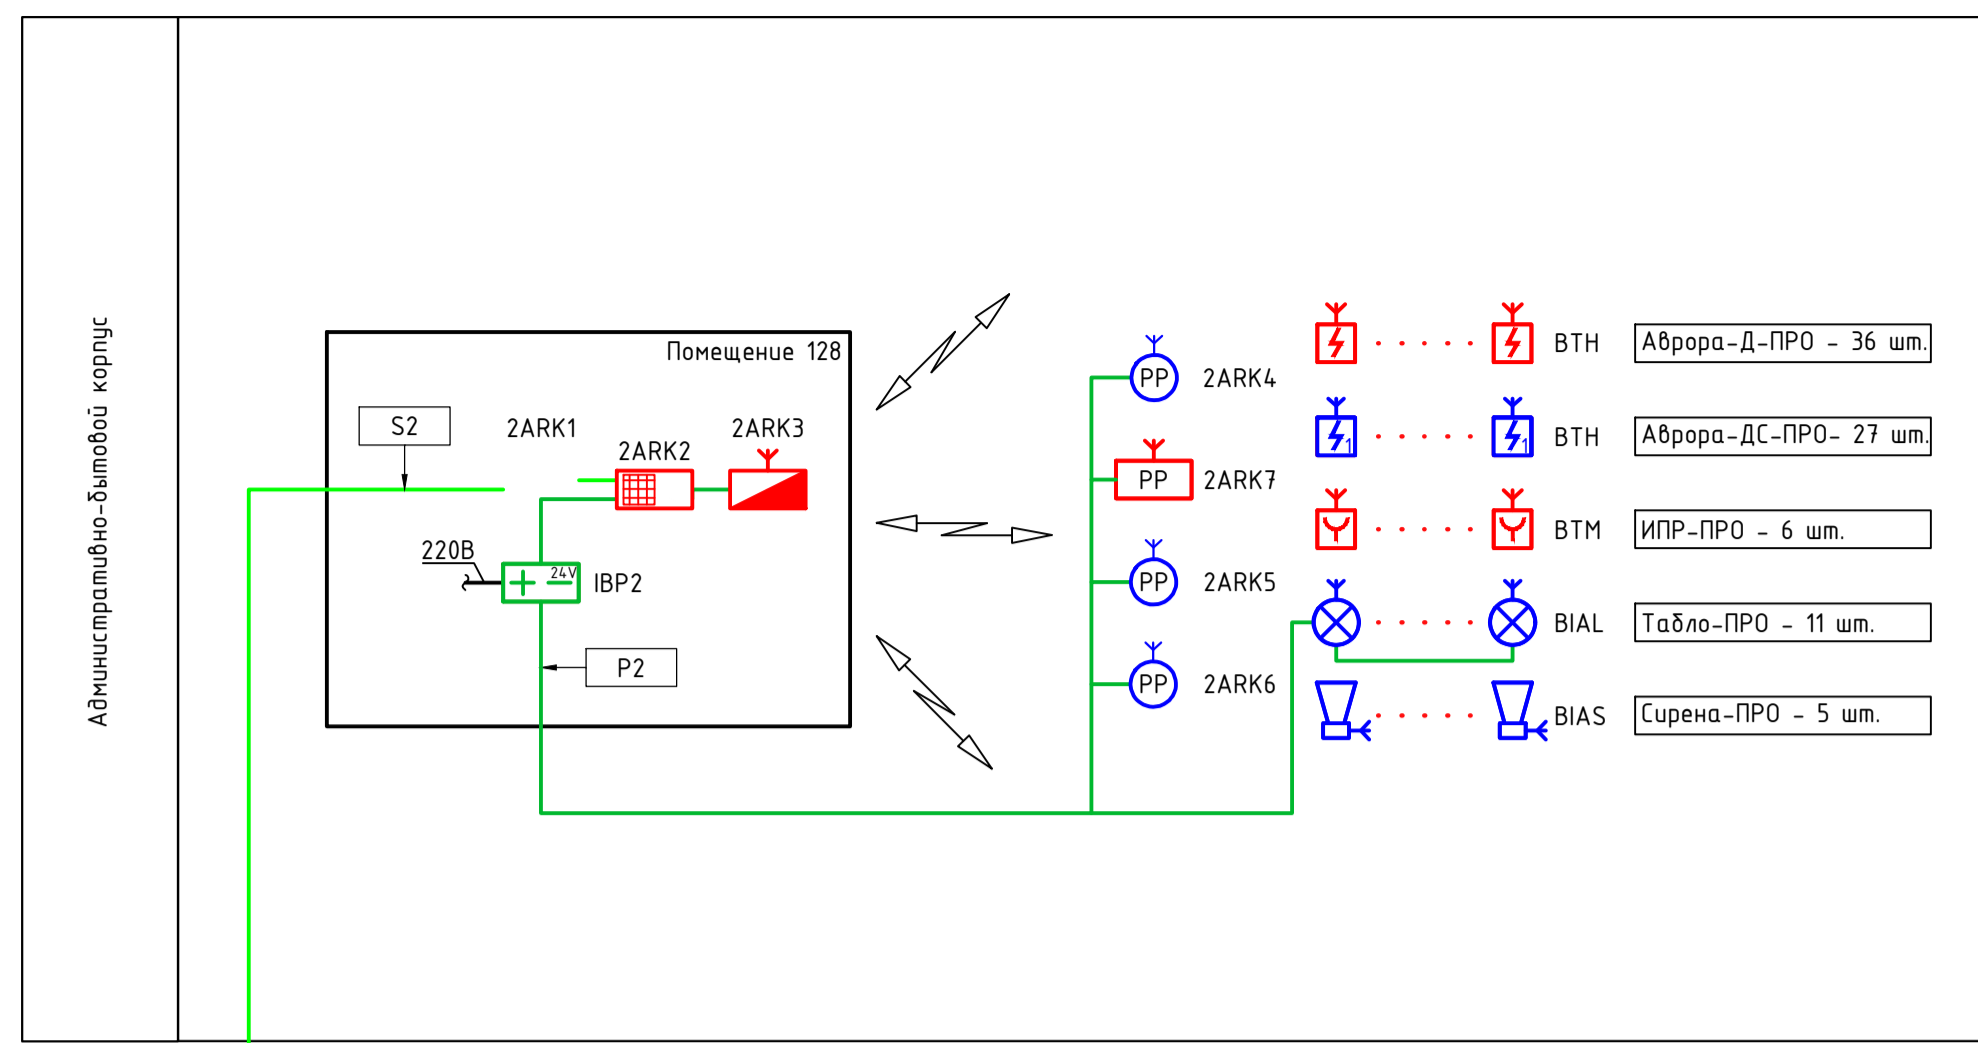 Административно-бытовой корпус
Помещение 128
S2
2ARK1
2ARK2
2ARK3
220В
24V
IBP2
P2
PP 2ARK4
PP 2ARK7
PP 2ARK5
PP 2ARK6
BTH Аврора-Д-ПРО - 36 шт.
1 1 BTH Аврора-ДС-ПРО- 27 шт.
BTM ИПР-ПРО - 6 шт.
BIAL Табло-ПРО - 11 шт.
BIAS Сирена-ПРО - 5 шт.